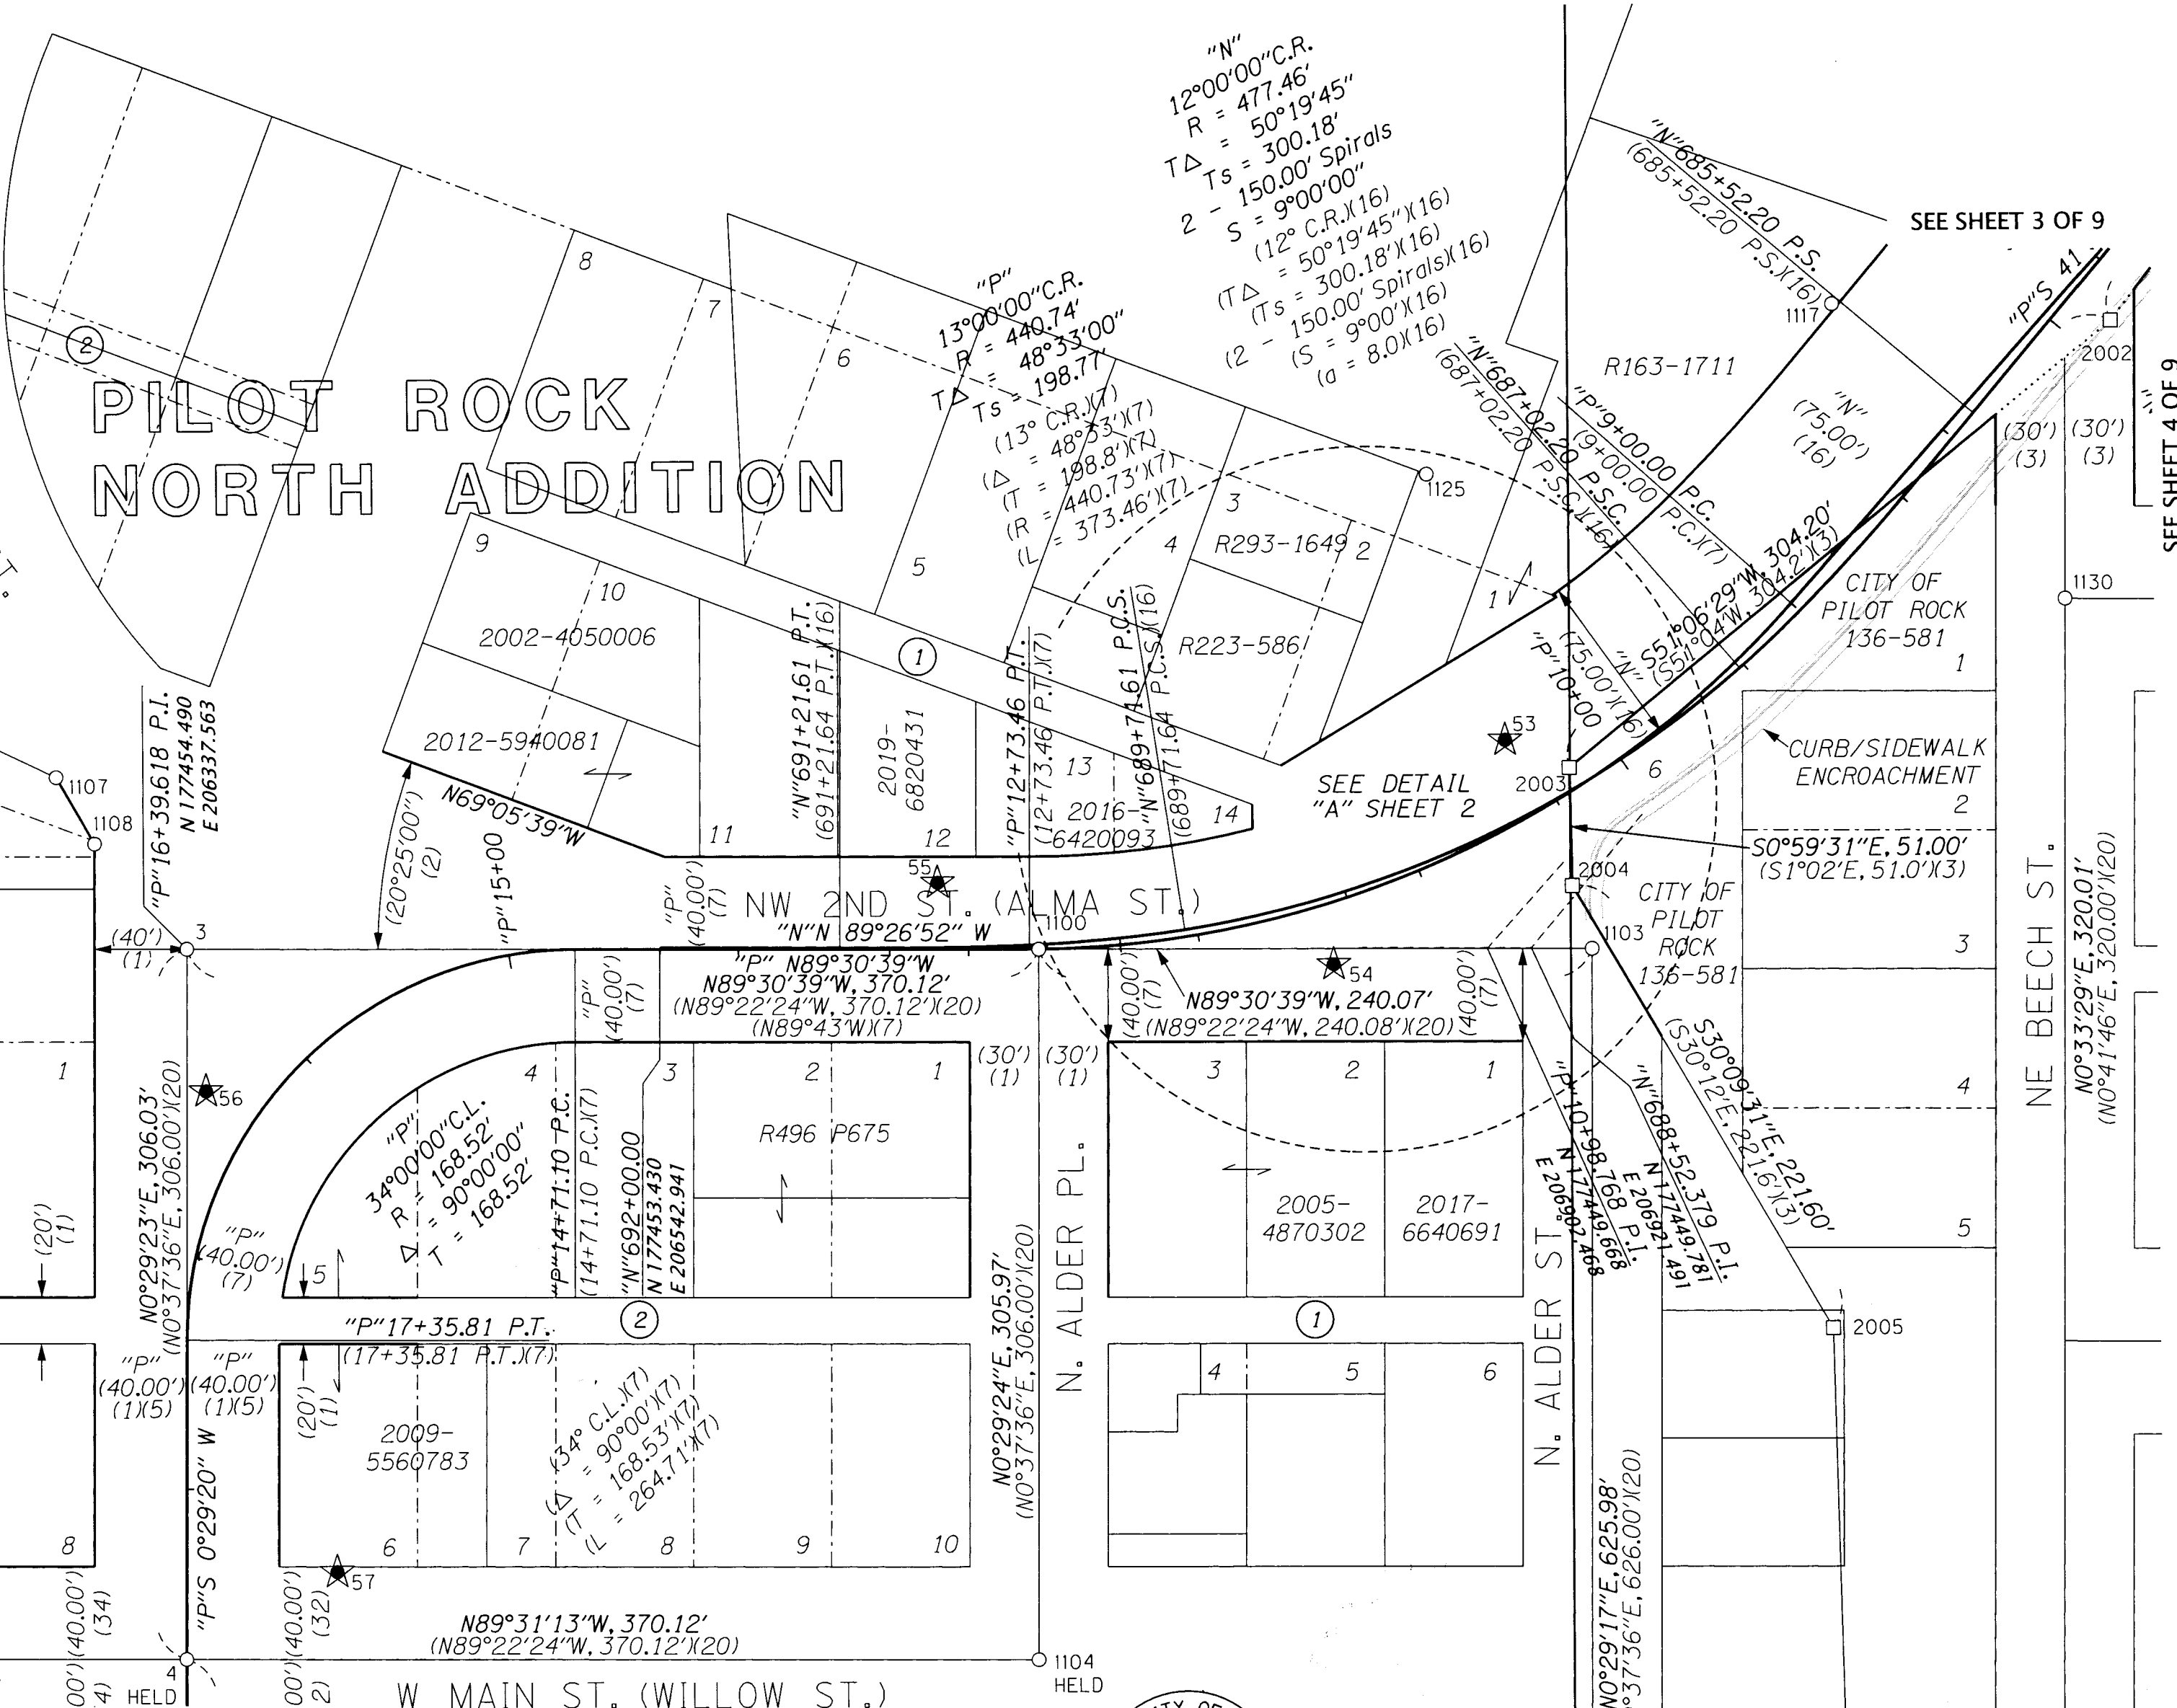 "N"
12°00'00"C.R.
R = 477.46'
TΔ = 50°19'45"
Ts = 300.18'
2 - 150.00' Spirals
S = 9°00'00"
(12° C.R.)(16)
(TΔ = 50°19'45")(16)
(Ts = 300.18')(16)
(2 - 150.00' Spirals)(16)
(S = 9°00')(16)
(a = 8.0)(16)
"N"685+52.20 P.S.
(685+52.20 P.S.)(16)
SEE SHEET 3 OF 9
SEE SHEET 4 OF 9
"P"S 41
1117
2002
R163-1711
"N"
(75.00')
(16)
(30') (30')
(3) (3)
"P"
13°00'00"C.R.
R = 440.74'
TΔ = 48°33'00"
Ts = 198.77'
(13° C.R.)(7)
(Δ = 48°33')(7)
(T = 198.8')(7)
(R = 440.73')(7)
(L = 373.46')(7)
"N"687+02.20 P.S.C.
(687+02.20 P.S.C.)(16)
"P"9+00.00 P.C.
(9+00.00 P.C.)(7)
2
PILOT ROCK
NORTH ADDITION
8
7
6
5
4
3
2
1
1125
R293-1649
R223-586
9
10
2002-4050006
2012-5940081
11
12
13
14
1
2019-
6820431
2016-
6420093
"N"691+21.61 P.T.
(691+21.64 P.T.)(16)
"P"12+73.46 P.T.
(12+73.46 P.T.)(7)
"N"689+71.61 P.C.S.
(689+71.64 P.C.S.)(16)
"N"
(75.00')(16)
"P"10+00
S51°06'29"W, 304.20'
(S51°04'W, 304.2')(3)
CITY OF
PILOT ROCK
136-581
1
1130
53
2003
6
SEE DETAIL
"A" SHEET 2
CURB/SIDEWALK
ENCROACHMENT
2
S0°59'31"E, 51.00'
(S1°02'E, 51.0')(3)
2004
CITY OF
PILOT
ROCK
136-581
3
4
5
1103
NE BEECH ST.
N0°33'29"E, 320.01'
(N0°41'46"E, 320.00')(20)
1107
1108
"P"16+39.618 P.I.
N 177454.490
E 206337.563
(20°25'00")
(2)
N69°05'39"W
"P"15+00
"P"
(40.00')
(7)
55
NW 2ND ST. (ALMA ST.)
"N"N 89°26'52" W
1100
(40')
(1)
3
"P" N89°30'39"W
N89°30'39"W, 370.12'
(N89°22'24"W, 370.12')(20)
(N89°43'W)(7)
"P"
(40.00')
(7)
(40.00')
(7)
54
N89°30'39"W, 240.07'
(N89°22'24"W, 240.08')(20)
(40.00')
(7)
(30') (30')
(1) (1)
S30°09'31"E, 221.60'
(S30°12'E, 221.6')(3)
"N"688+52.379 P.I.
N 177449.781
E 206921.491
"P"10+98.768 P.I.
N 177449.668
E 206902.468
1
56
N0°29'23"E, 306.03'
(N0°37'36"E, 306.00')(20)
4
3
2
1
3
2
1
"P"
34°00'00"C.L.
R = 168.52'
Δ = 90°00'00"
T = 168.52'
"P"14+71.10 P.C.
(14+71.10 P.C.)(7)
"N"692+00.00
N 177453.430
E 206542.941
R496 P675
2005-
4870302
2017-
6640691
(20')
(1)
"P"
(40.00')
(7)
5
N. ALDER PL.
N. ALDER ST.
N0°29'24"E, 305.97'
(N0°37'36"E, 306.00')(20)
"P"17+35.81 P.T.
(17+35.81 P.T.)(7)
2
1
2005
"P"
(40.00')
(1)(5)
"P"
(40.00')
(1)(5)
(20')
(1)
2009-
5560783
(34° C.L.)(7)
(Δ = 90°00')(7)
(T = 168.53')(7)
(L = 264.71')(7)
4
5
6
"P"S 0°29'20" W
8
6
7
8
9
10
57
(40.00')
(34)
(40.00')
(32)
N0°29'17"E, 625.98'
°37'36"E, 626.00')(20)
N89°31'13"W, 370.12'
(N89°22'24"W, 370.12')(20)
4
HELD
1104
HELD
W MAIN ST. (WILLOW ST.)